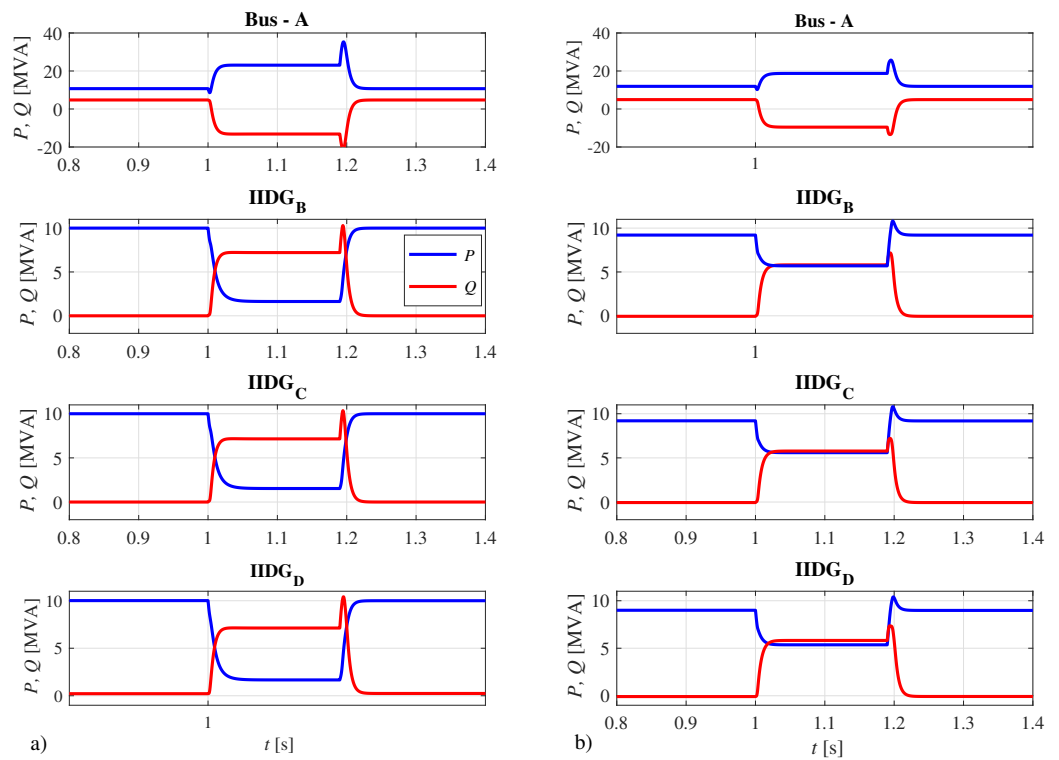 Bus - A
P, Q [MVA]
40
20
0
-20
0.8 0.9 1 1.1 1.2 1.3 1.4
IIDG_B
P, Q [MVA]
10
5
0
P
Q
0.8 0.9 1 1.1 1.2 1.3 1.4
IIDG_C
P, Q [MVA]
10
5
0
0.8 0.9 1 1.1 1.2 1.3 1.4
IIDG_D
P, Q [MVA]
10
5
0
1
a)
t [s]
Bus - A
P, Q [MVA]
40
20
0
-20
1
IIDG_B
P, Q [MVA]
10
5
0
1
IIDG_C
P, Q [MVA]
10
5
0
0.8 0.9 1 1.1 1.2 1.3 1.4
IIDG_D
P, Q [MVA]
10
5
0
0.8 0.9 1 1.1 1.2 1.3 1.4
b)
t [s]